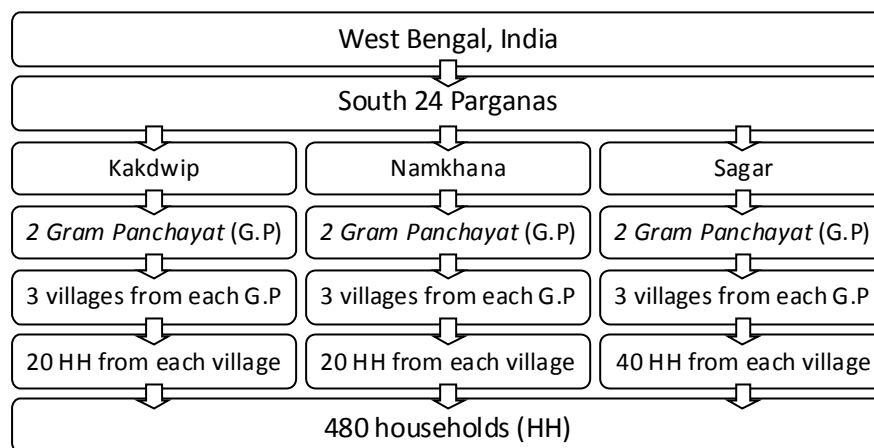 West Bengal, India
South 24 Parganas
Kakdwip Namkhana Sagar
2 Gram Panchayat (G.P) 2 Gram Panchayat (G.P) 2 Gram Panchayat (G.P)
3 villages from each G.P 3 villages from each G.P 3 villages from each G.P
20 HH from each village 20 HH from each village 40 HH from each village
480 households (HH)